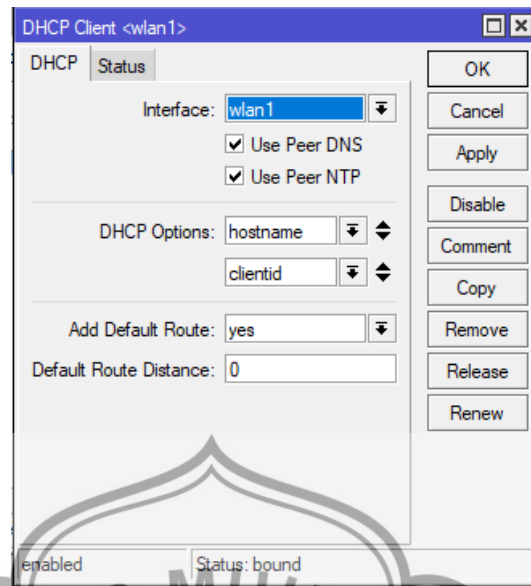 DHCP Client <wlan1>
DHCP Status
Interface: wlan1
Use Peer DNS
Use Peer NTP
DHCP Options: hostname
clientid
Add Default Route: yes
Default Route Distance: 0
OK
Cancel
Apply
Disable
Comment
Copy
Remove
Release
Renew
enabled Status: bound